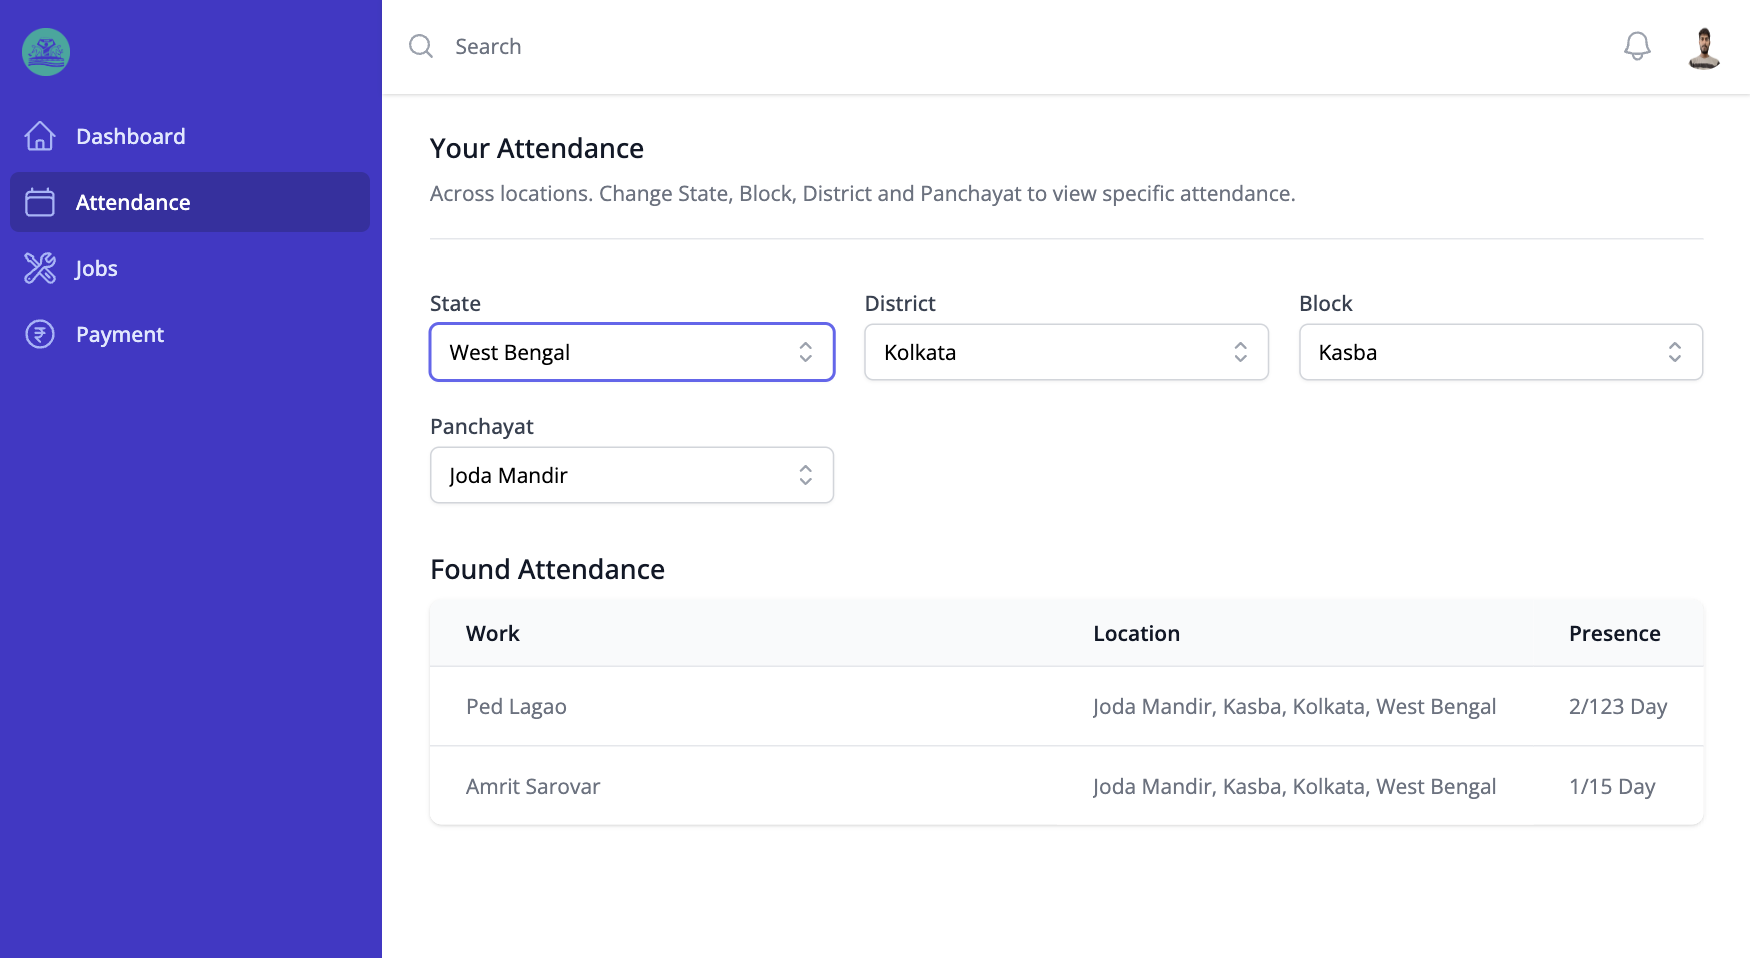 Search
Dashboard
Attendance
Jobs
Payment
Your Attendance
Across locations. Change State, Block, District and Panchayat to view specific attendance.
State
District
Block
West Bengal
Kolkata
Kasba
Panchayat
Joda Mandir
Found Attendance
Work Location Presence
Ped Lagao Joda Mandir, Kasba, Kolkata, West Bengal 2/123 Day
Amrit Sarovar Joda Mandir, Kasba, Kolkata, West Bengal 1/15 Day